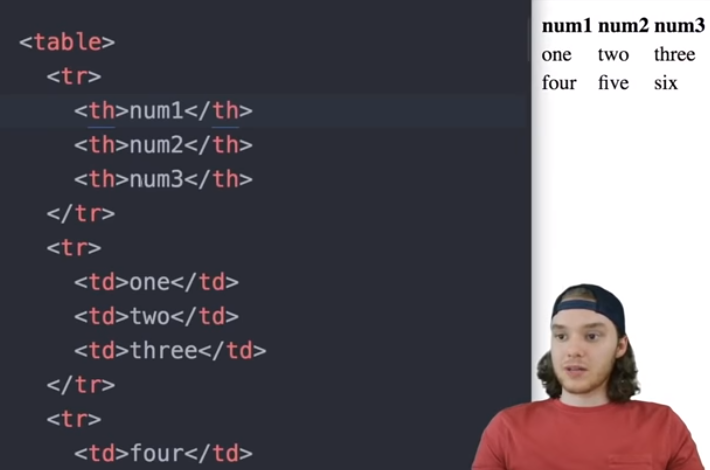 <table>
<tr>
<th>num1</th>
<th>num2</th>
<th>num3</th>
</tr>
<tr>
<td>one</td>
<td>two</td>
<td>three</td>
</tr>
<tr>
<td>four</td>
num1 num2 num3
one two three
four five six